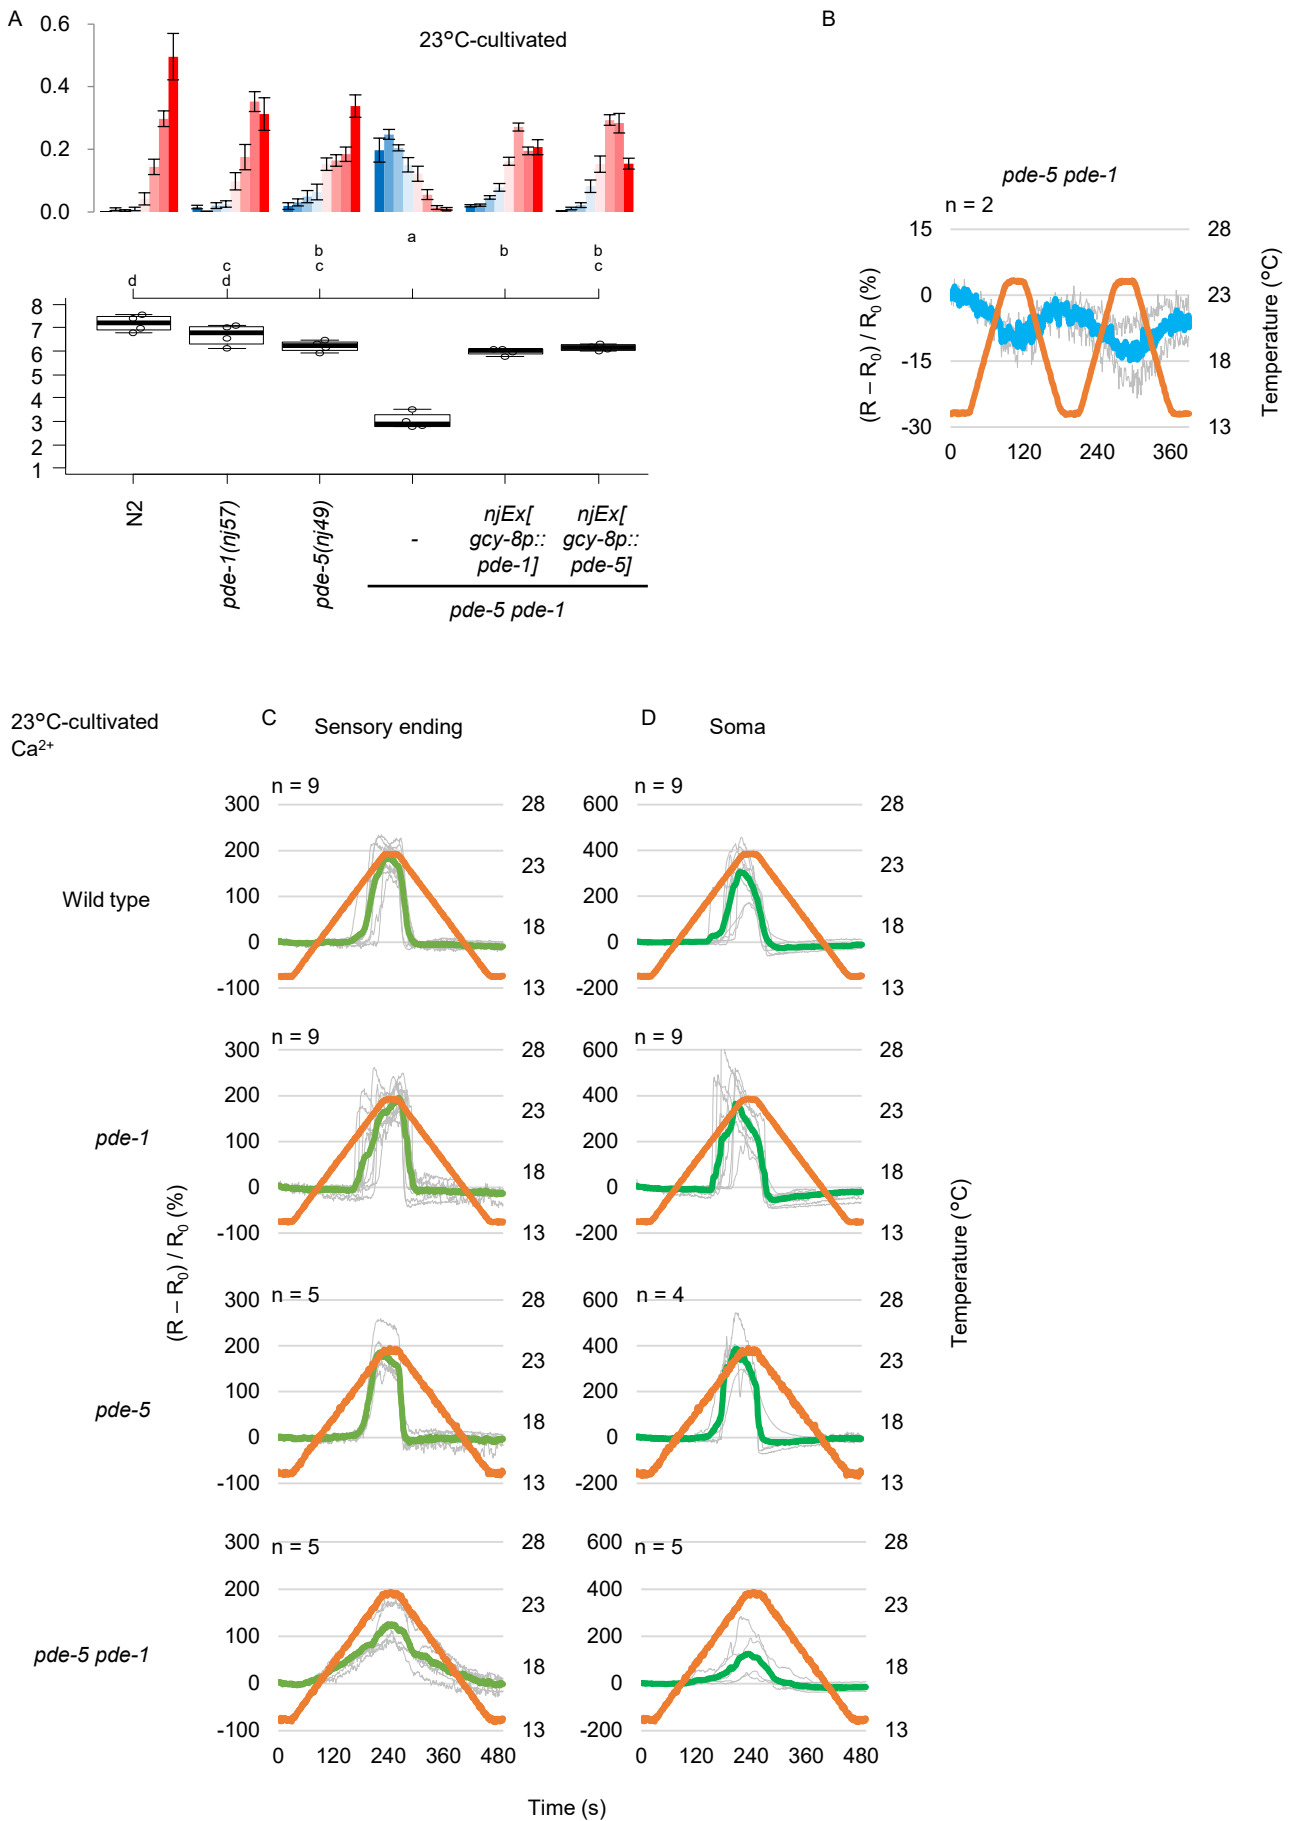 A
23°C-cultivated
0.6
0.4
0.2
0.0
d
c
d
b
c
a
b
b
c
8
7
6
5
4
3
2
1
N2
pde-1(nj57)
pde-5(nj49)
-
njEx[
gcy-8p::
pde-1]
njEx[
gcy-8p::
pde-5]
pde-5 pde-1
B
pde-5 pde-1
n = 2
15
0
-15
-30
28
23
18
13
(R – R0) / R0 (%)
Temperature (°C)
0 120 240 360
23°C-cultivated
Ca2+
C
Sensory ending
D
Soma
Wild type
n = 9
300
200
100
0
-100
28
23
18
13
n = 9
600
400
200
0
-200
28
23
18
13
pde-1
n = 9
300
200
100
0
-100
28
23
18
13
n = 9
600
400
200
0
-200
28
23
18
13
pde-5
n = 5
300
200
100
0
-100
28
23
18
13
n = 4
600
400
200
0
-200
28
23
18
13
pde-5 pde-1
n = 5
300
200
100
0
-100
28
23
18
13
n = 5
600
400
200
0
-200
28
23
18
13
(R – R0) / R0 (%)
Temperature (°C)
0 120 240 360 480
0 120 240 360 480
Time (s)